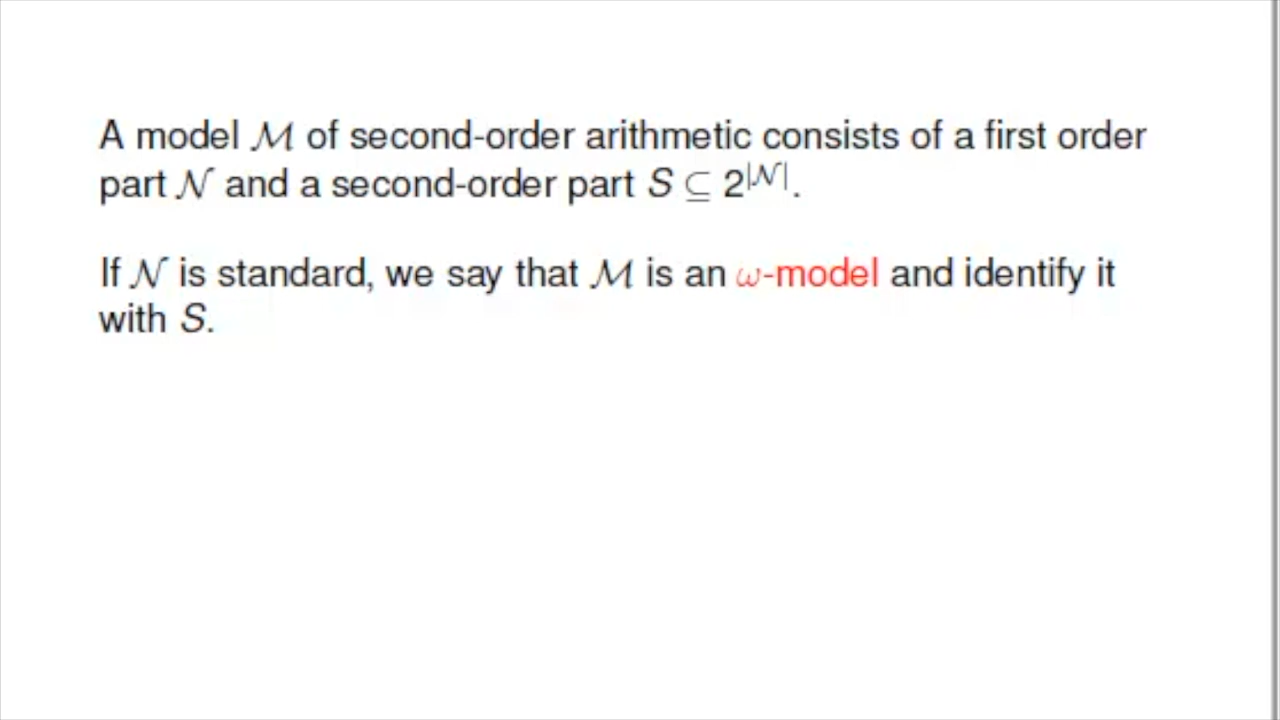 A model ℳ of second-order arithmetic consists of a first order
part 𝒩 and a second-order part S ⊆ 2^|𝒩|.
If 𝒩 is standard, we say that ℳ is an ω-model and identify it
with S.